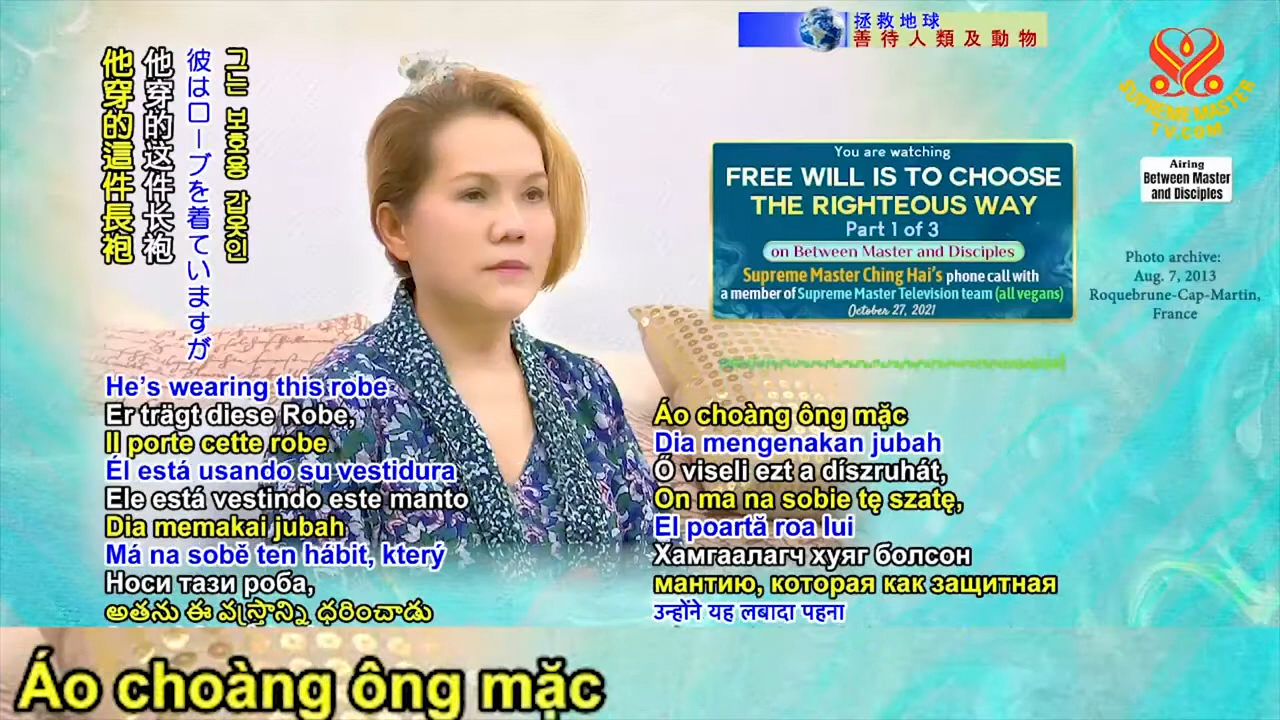 拯救地球
善待人類及動物
SUPREME MASTER
TV.COM
Airing
Between Master
and Disciples
You are watching
FREE WILL IS TO CHOOSE
THE RIGHTEOUS WAY
Part 1 of 3
on Between Master and Disciples
Supreme Master Ching Hai's phone call with
a member of Supreme Master Television team (all vegans)
October 27, 2021
Photo archive:
Aug. 7, 2013
Roquebrune-Cap-Martin,
France
그는 보호용 갑옷인
彼はローブを着ていますが
他穿的这件长袍
他穿的這件長袍
He's wearing this robe
Er trägt diese Robe,
Il porte cette robe
Él está usando su vestidura
Ele está vestindo este manto
Dia memakai jubah
Má na sobě ten hábit, který
Носи тази роба,
అతను ఈ వస్త్రాన్ని ధరించాడు
Áo choàng ông mặc
Dia mengenakan jubah
Ő viseli ezt a díszruhát,
On ma na sobie tę szatę,
El poartă roa lui
Хамгаалагч хуяг болсон
мантию, которая как защитная
उन्होंने यह लबादा पहना
Áo choàng ông mặc